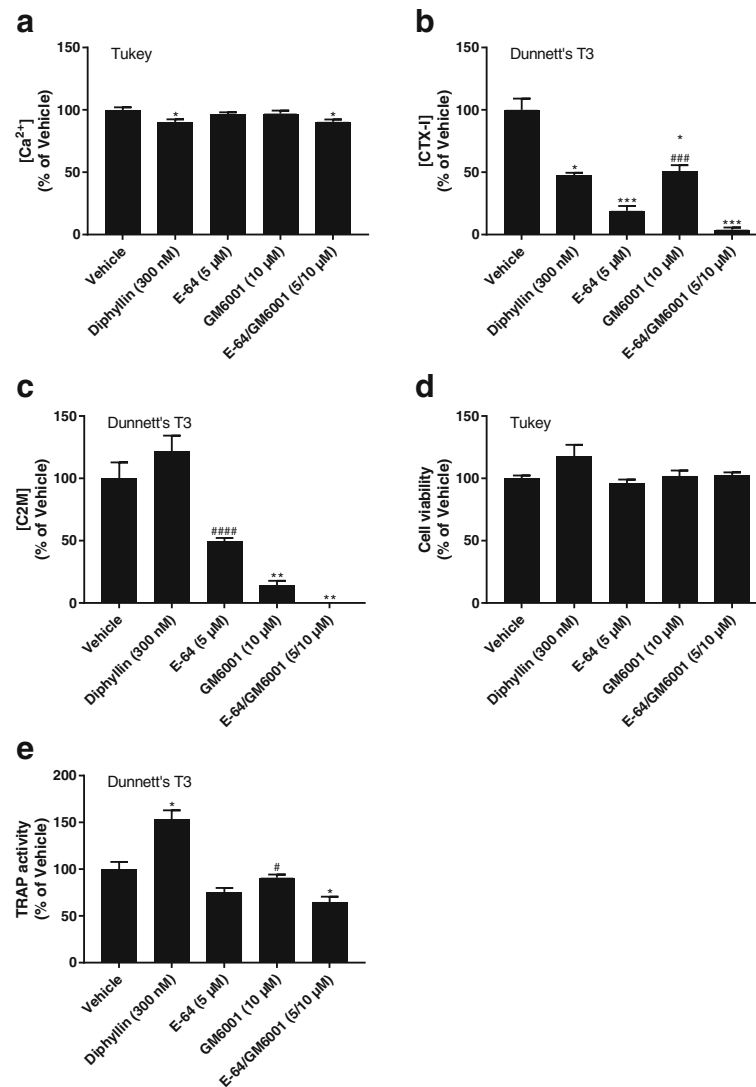 a
Tukey
[Ca2+]
(% of Vehicle)
150
100
50
0
*
*
Vehicle
Diphyllin (300 nM)
E-64 (5 µM)
GM6001 (10 µM)
E-64/GM6001 (5/10 µM)
b
Dunnett's T3
[CTX-I]
(% of Vehicle)
150
100
50
0
*
***
*
###
***
Vehicle
Diphyllin (300 nM)
E-64 (5 µM)
GM6001 (10 µM)
E-64/GM6001 (5/10 µM)
c
Dunnett's T3
[C2M]
(% of Vehicle)
150
100
50
0
####
**
**
Vehicle
Diphyllin (300 nM)
E-64 (5 µM)
GM6001 (10 µM)
E-64/GM6001 (5/10 µM)
d
Tukey
Cell viability
(% of Vehicle)
150
100
50
0
Vehicle
Diphyllin (300 nM)
E-64 (5 µM)
GM6001 (10 µM)
E-64/GM6001 (5/10 µM)
e
Dunnett's T3
TRAP activity
(% of Vehicle)
200
150
100
50
0
*
#
*
Vehicle
Diphyllin (300 nM)
E-64 (5 µM)
GM6001 (10 µM)
E-64/GM6001 (5/10 µM)